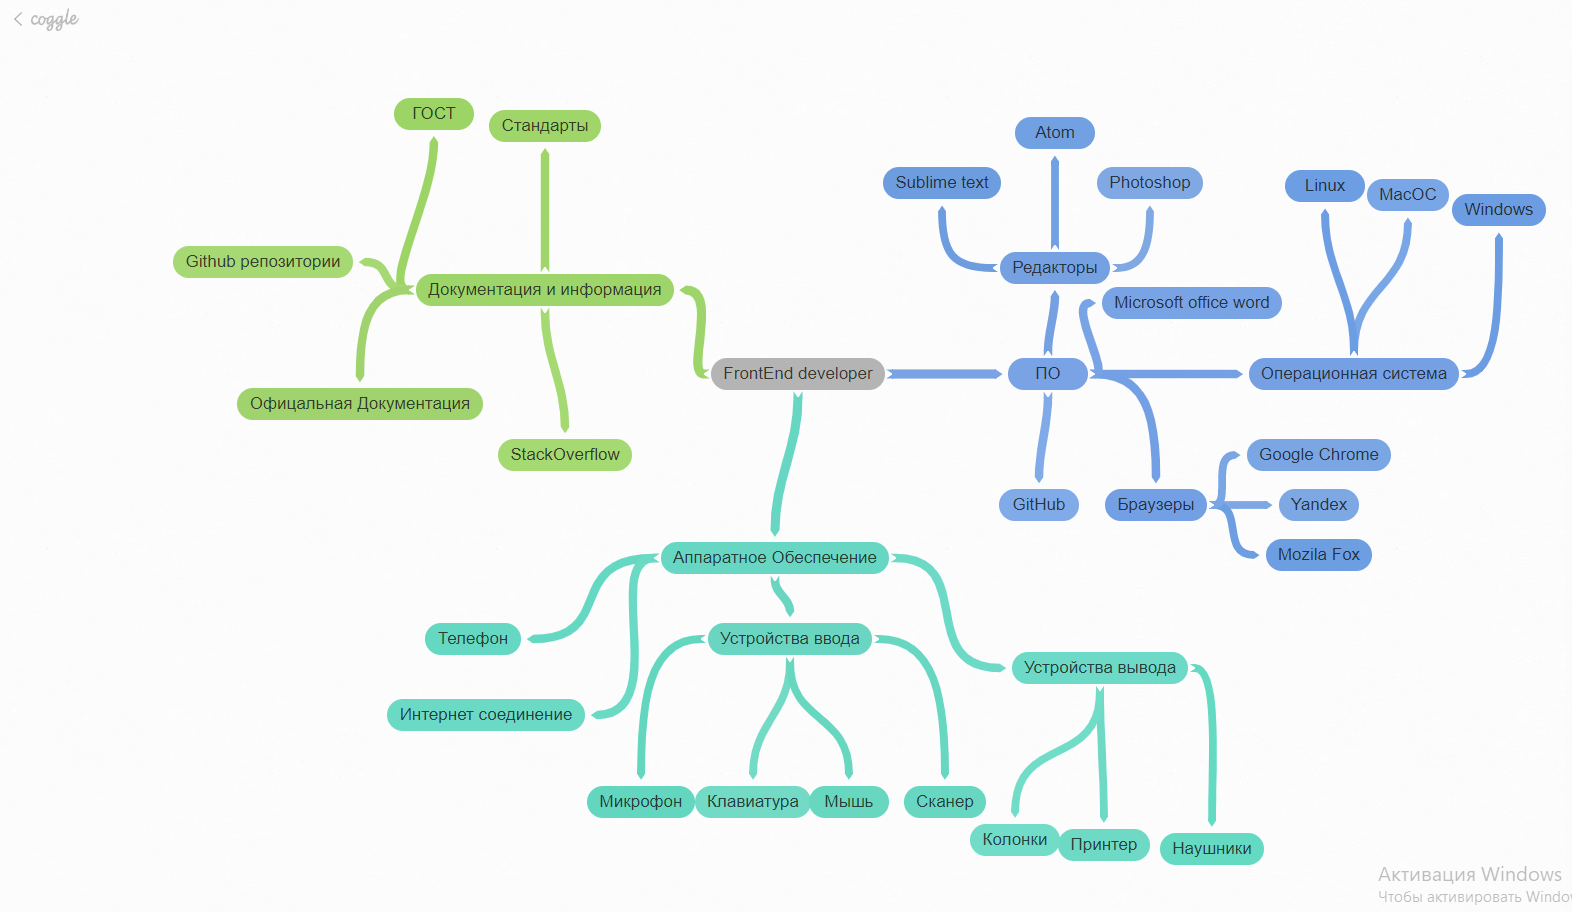 coggle
ГОСТ
Стандарты
Atom
Sublime text
Photoshop
Linux
MacOC
Windows
Github репозитории
Документация и информация
Редакторы
Microsoft office word
FrontEnd developer
ПО
Операционная система
Офицальная Документация
StackOverflow
Google Chrome
GitHub
Браузеры
Yandex
Mozila Fox
Аппаратное Обеспечение
Телефон
Устройства ввода
Устройства вывода
Интернет соединение
Микрофон
Клавиатура
Мышь
Сканер
Колонки
Принтер
Наушники
Активация Windows
Чтобы активировать Windo